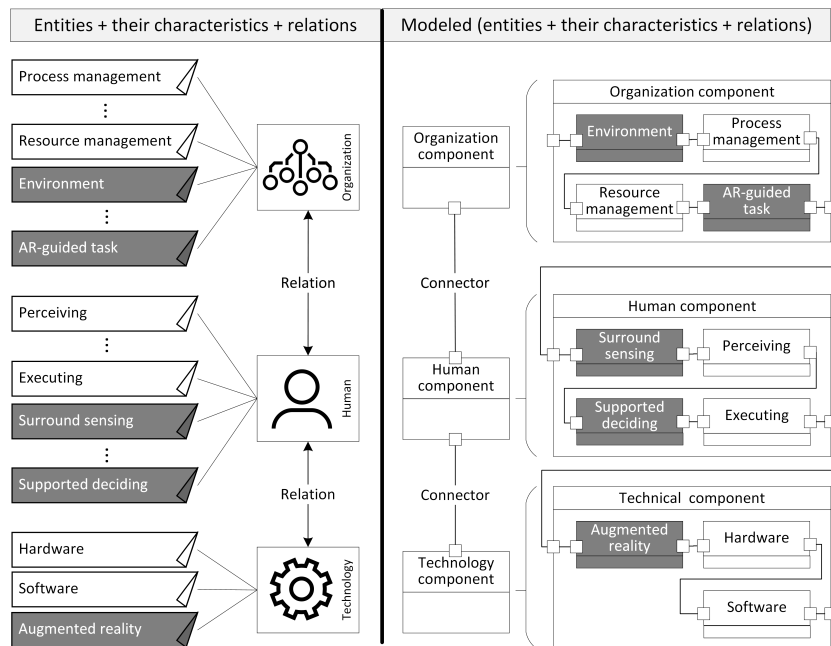 Entities + their characteristics + relations
Process management
Resource management
Environment
AR-guided task
Organization
Relation
Perceiving
Executing
Surround sensing
Supported deciding
Human
Relation
Hardware
Software
Augmented reality
Technology
Modeled (entities + their characteristics + relations)
Organization
component
Connector
Human
component
Connector
Technology
component
Organization component
Environment
Process
management
Resource
management
AR-guided
task
Human component
Surround
sensing
Perceiving
Supported
deciding
Executing
Technical component
Augmented
reality
Hardware
Software